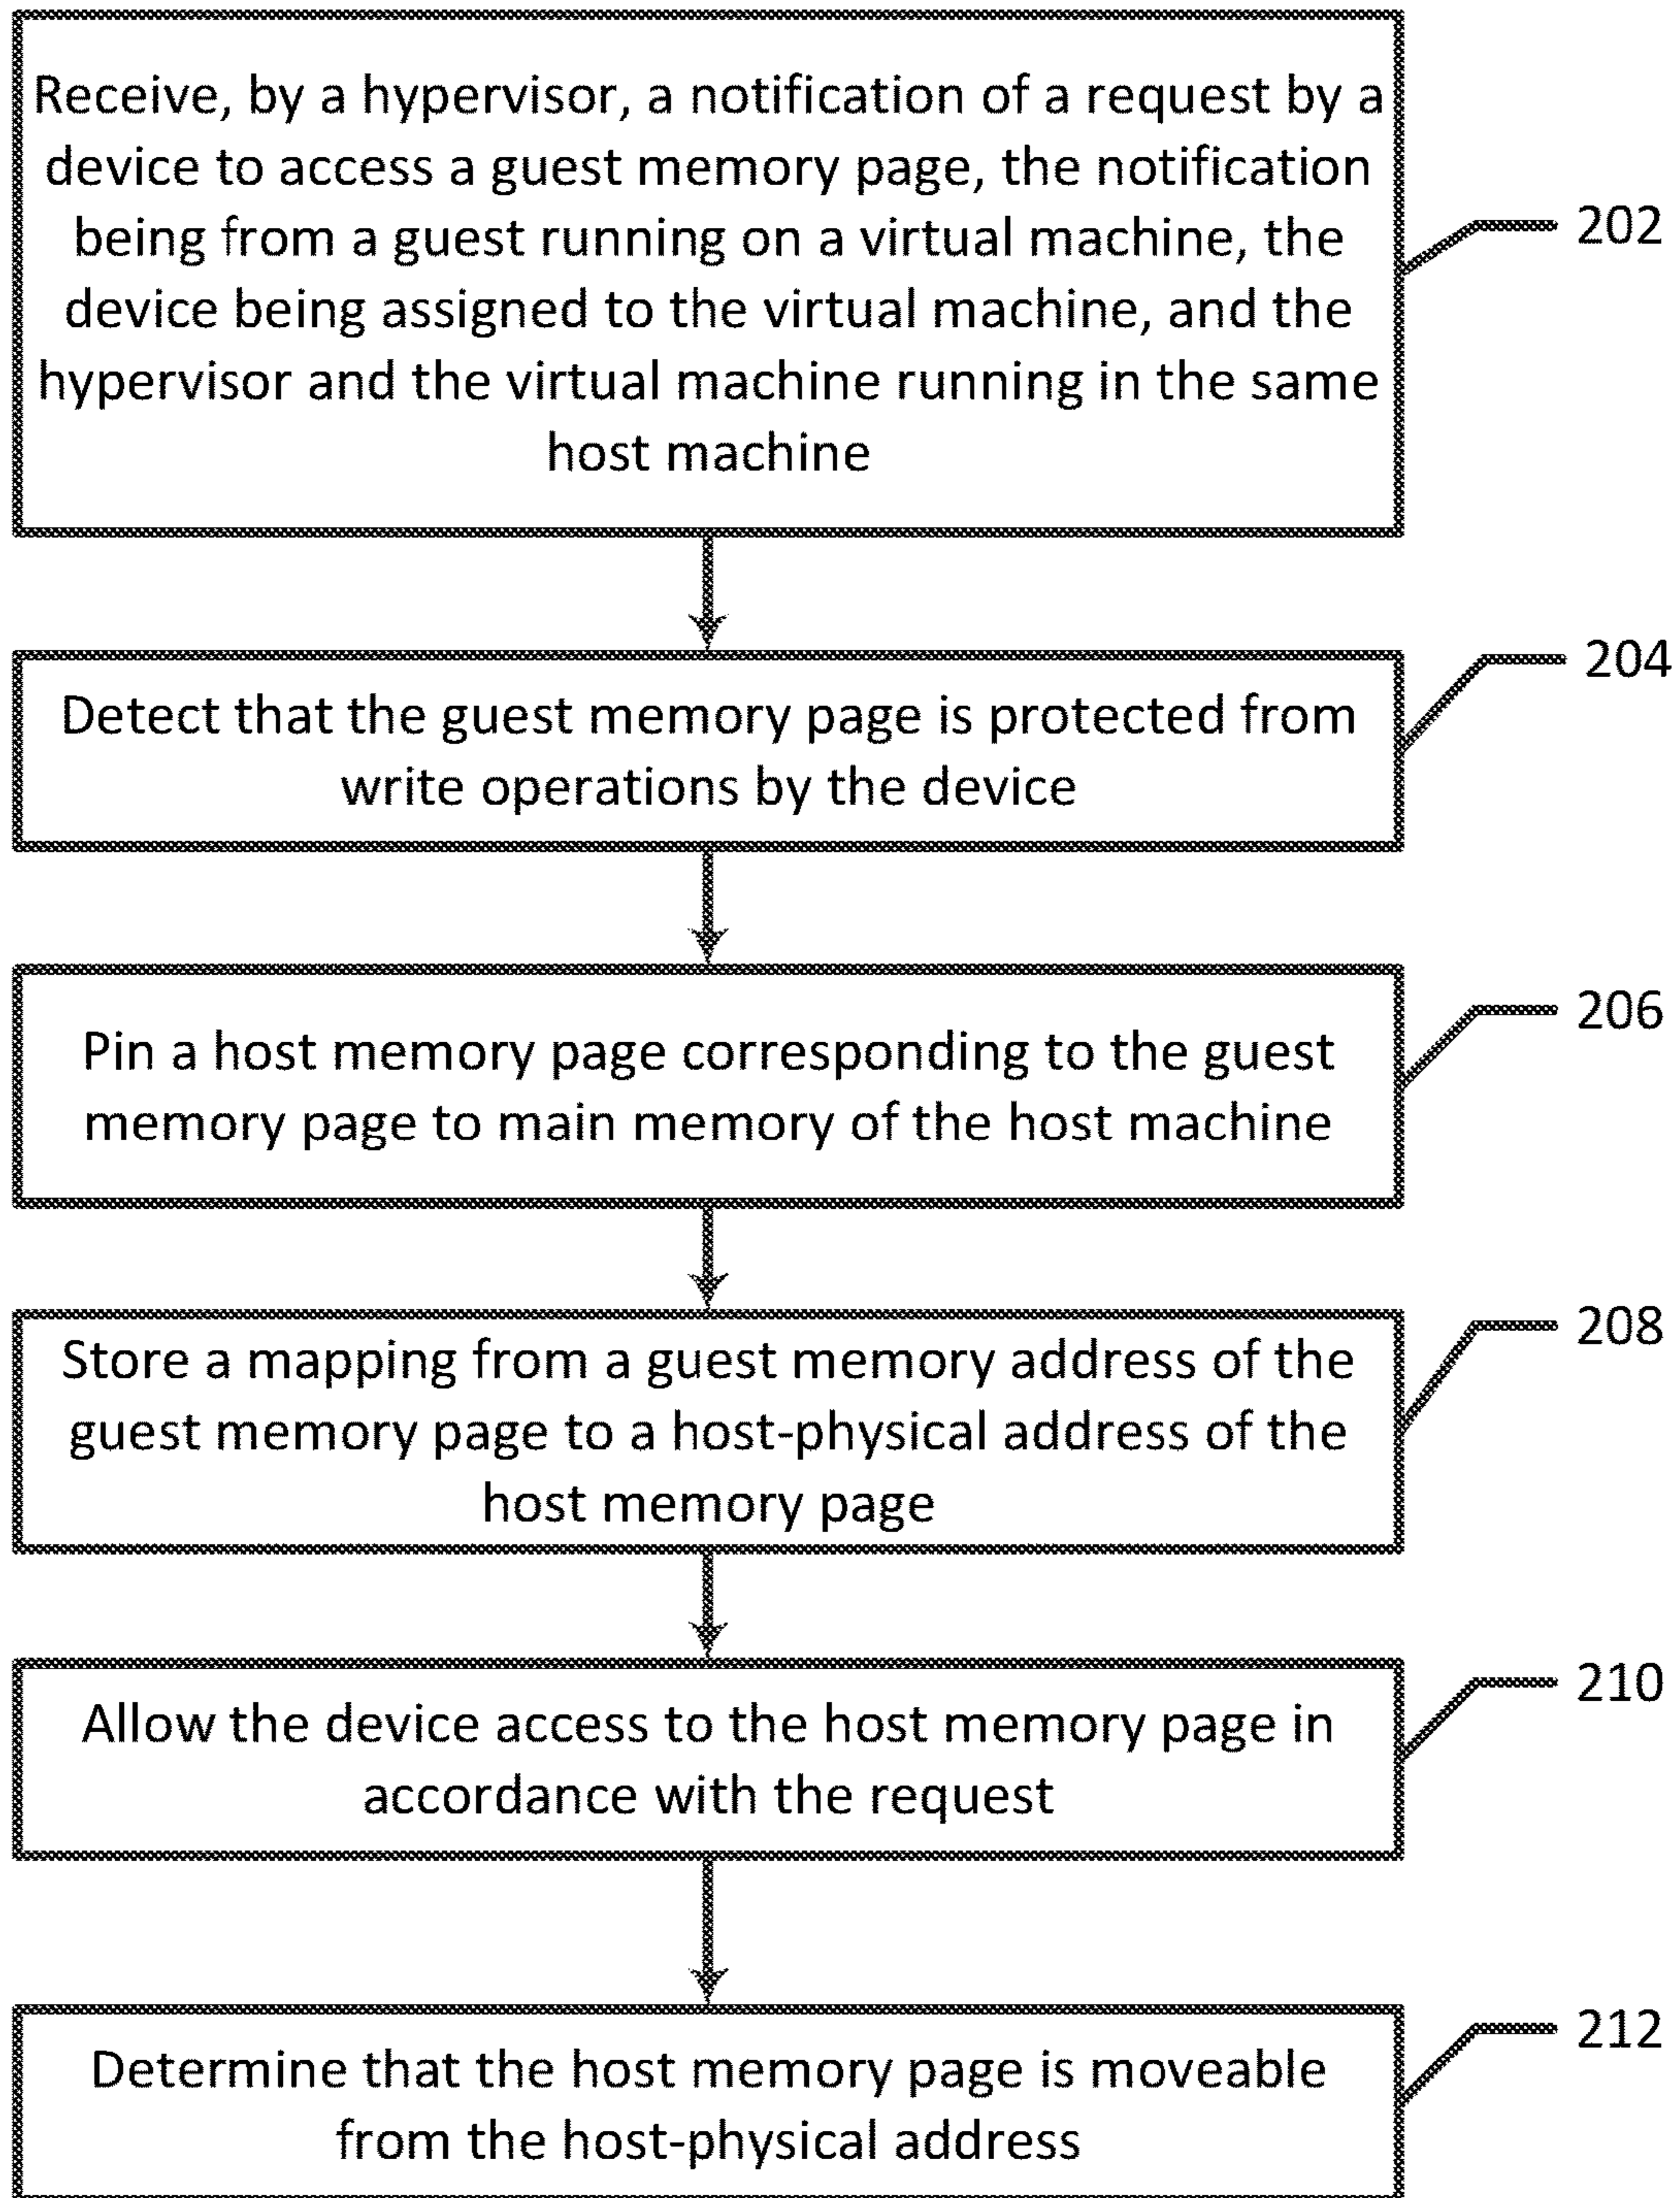 Receive, by a hypervisor, a notification of a request by a
device to access a guest memory page, the notification
being from a guest running on a virtual machine, the
device being assigned to the virtual machine, and the
hypervisor and the virtual machine running in the same
host machine
202
Detect that the guest memory page is protected from
write operations by the device
204
Pin a host memory page corresponding to the guest
memory page to main memory of the host machine
206
Store a mapping from a guest memory address of the
guest memory page to a host-physical address of the
host memory page
208
Allow the device access to the host memory page in
accordance with the request
210
Determine that the host memory page is moveable
from the host-physical address
212